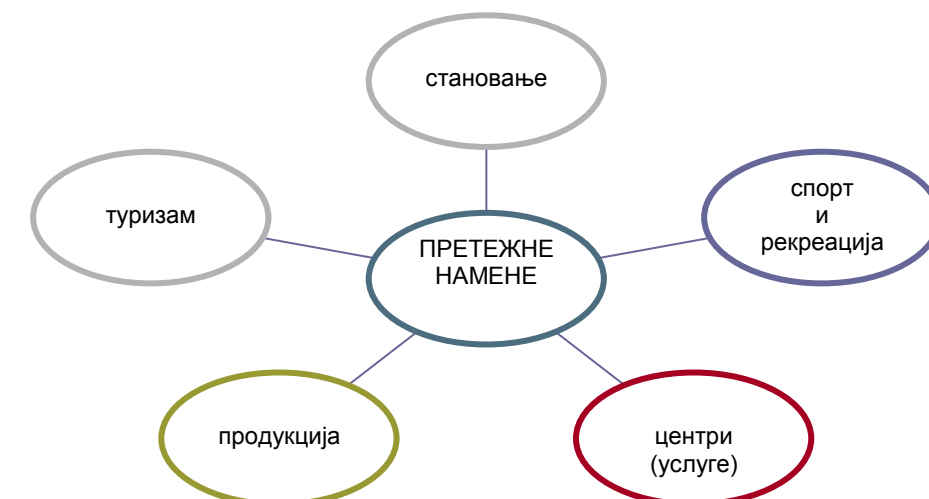 становање
туризам
спорт
и
рекреација
ПРЕТЕЖНЕ
НАМЕНЕ
продукција
центри
(услуге)